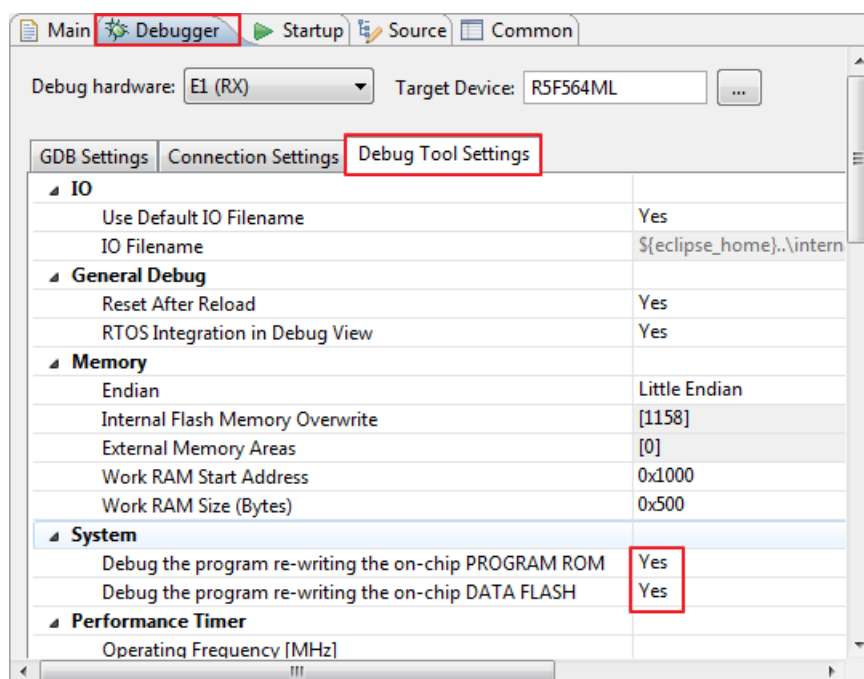 Main Debugger Startup Source Common
Debug hardware: E1 (RX) Target Device: R5F564ML ...
GDB Settings Connection Settings Debug Tool Settings
IO
Use Default IO Filename Yes
IO Filename ${eclipse_home}..\intern
General Debug
Reset After Reload Yes
RTOS Integration in Debug View Yes
Memory
Endian Little Endian
Internal Flash Memory Overwrite [1158]
External Memory Areas [0]
Work RAM Start Address 0x1000
Work RAM Size (Bytes) 0x500
System
Debug the program re-writing the on-chip PROGRAM ROM Yes
Debug the program re-writing the on-chip DATA FLASH Yes
Performance Timer
Operating Frequency [MHz]